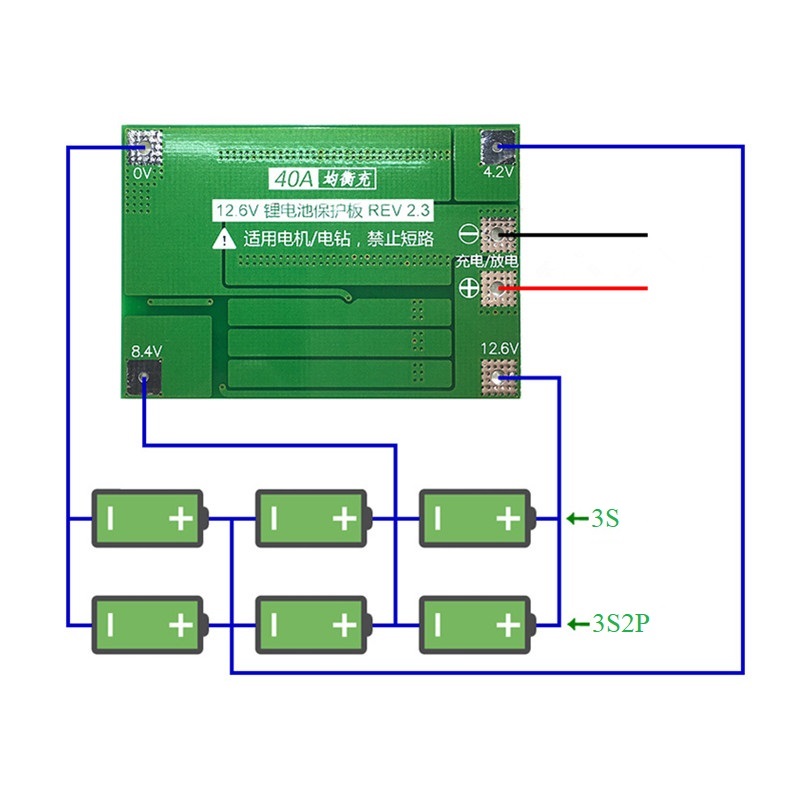 0V
4.2V
40A 均衡充
12.6V 锂电池保护板 REV 2.3
! 适用电机/电钻，禁止短路
−
充电/放电
+
8.4V
12.6V
− + − + − +
3S
− + − + − +
3S2P